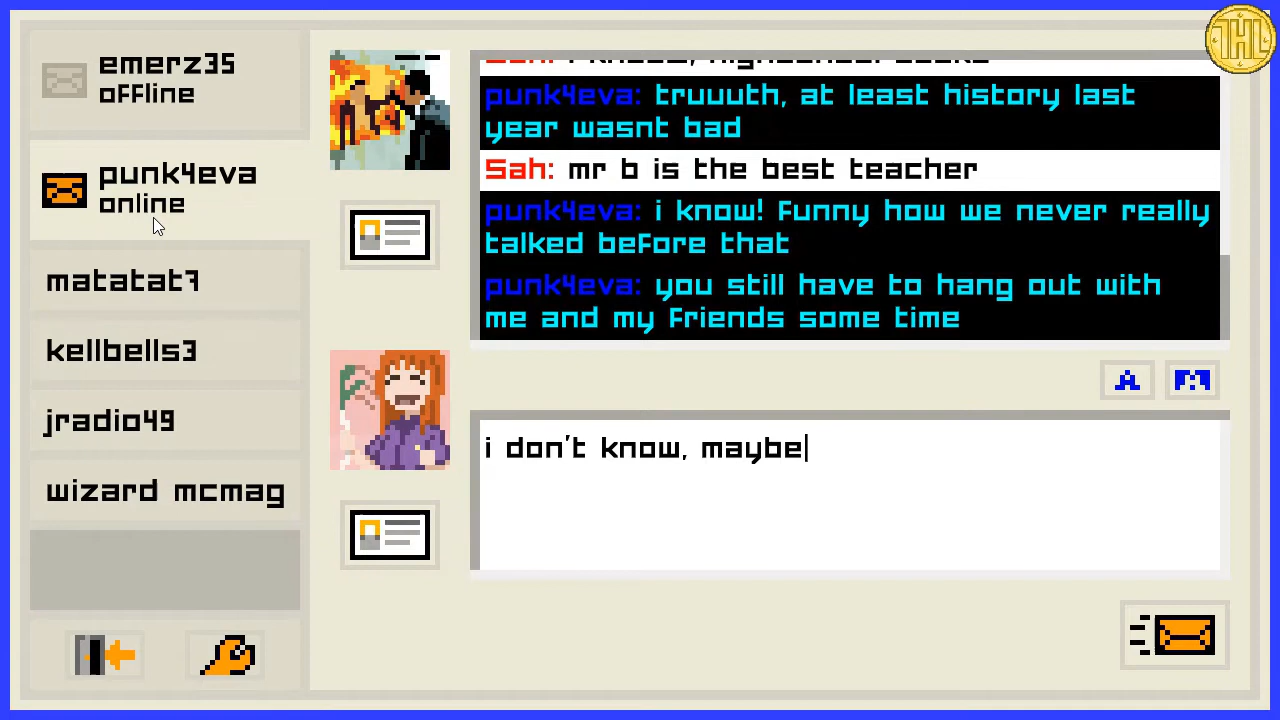 emerz35
offline
punk4eva
online
matatat7
kellbells3
jradio49
wizard mcmag
punk4eva: truuuth, at least history last
year wasnt bad
Sah: mr b is the best teacher
punk4eva: i know! Funny how we never really
talked before that
punk4eva: you still have to hang out with
me and my friends some time
A
i don't know, maybe